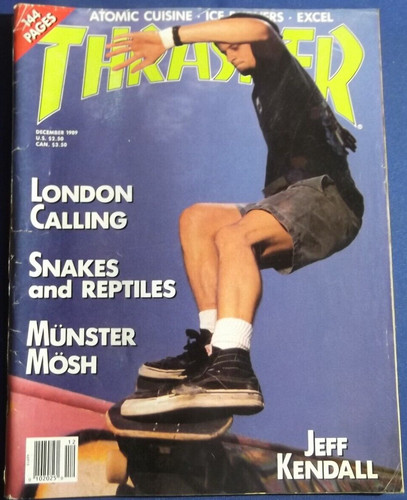 144
PAGES
ATOMIC CUISINE · ICE
EXCEL
THRASHER
DECEMBER 1989
U.S. $2.50
CAN. $3.50
LONDON
CALLING
SNAKES
and REPTILES
MÜNSTER
MÖSH
JEFF
KENDALL
12